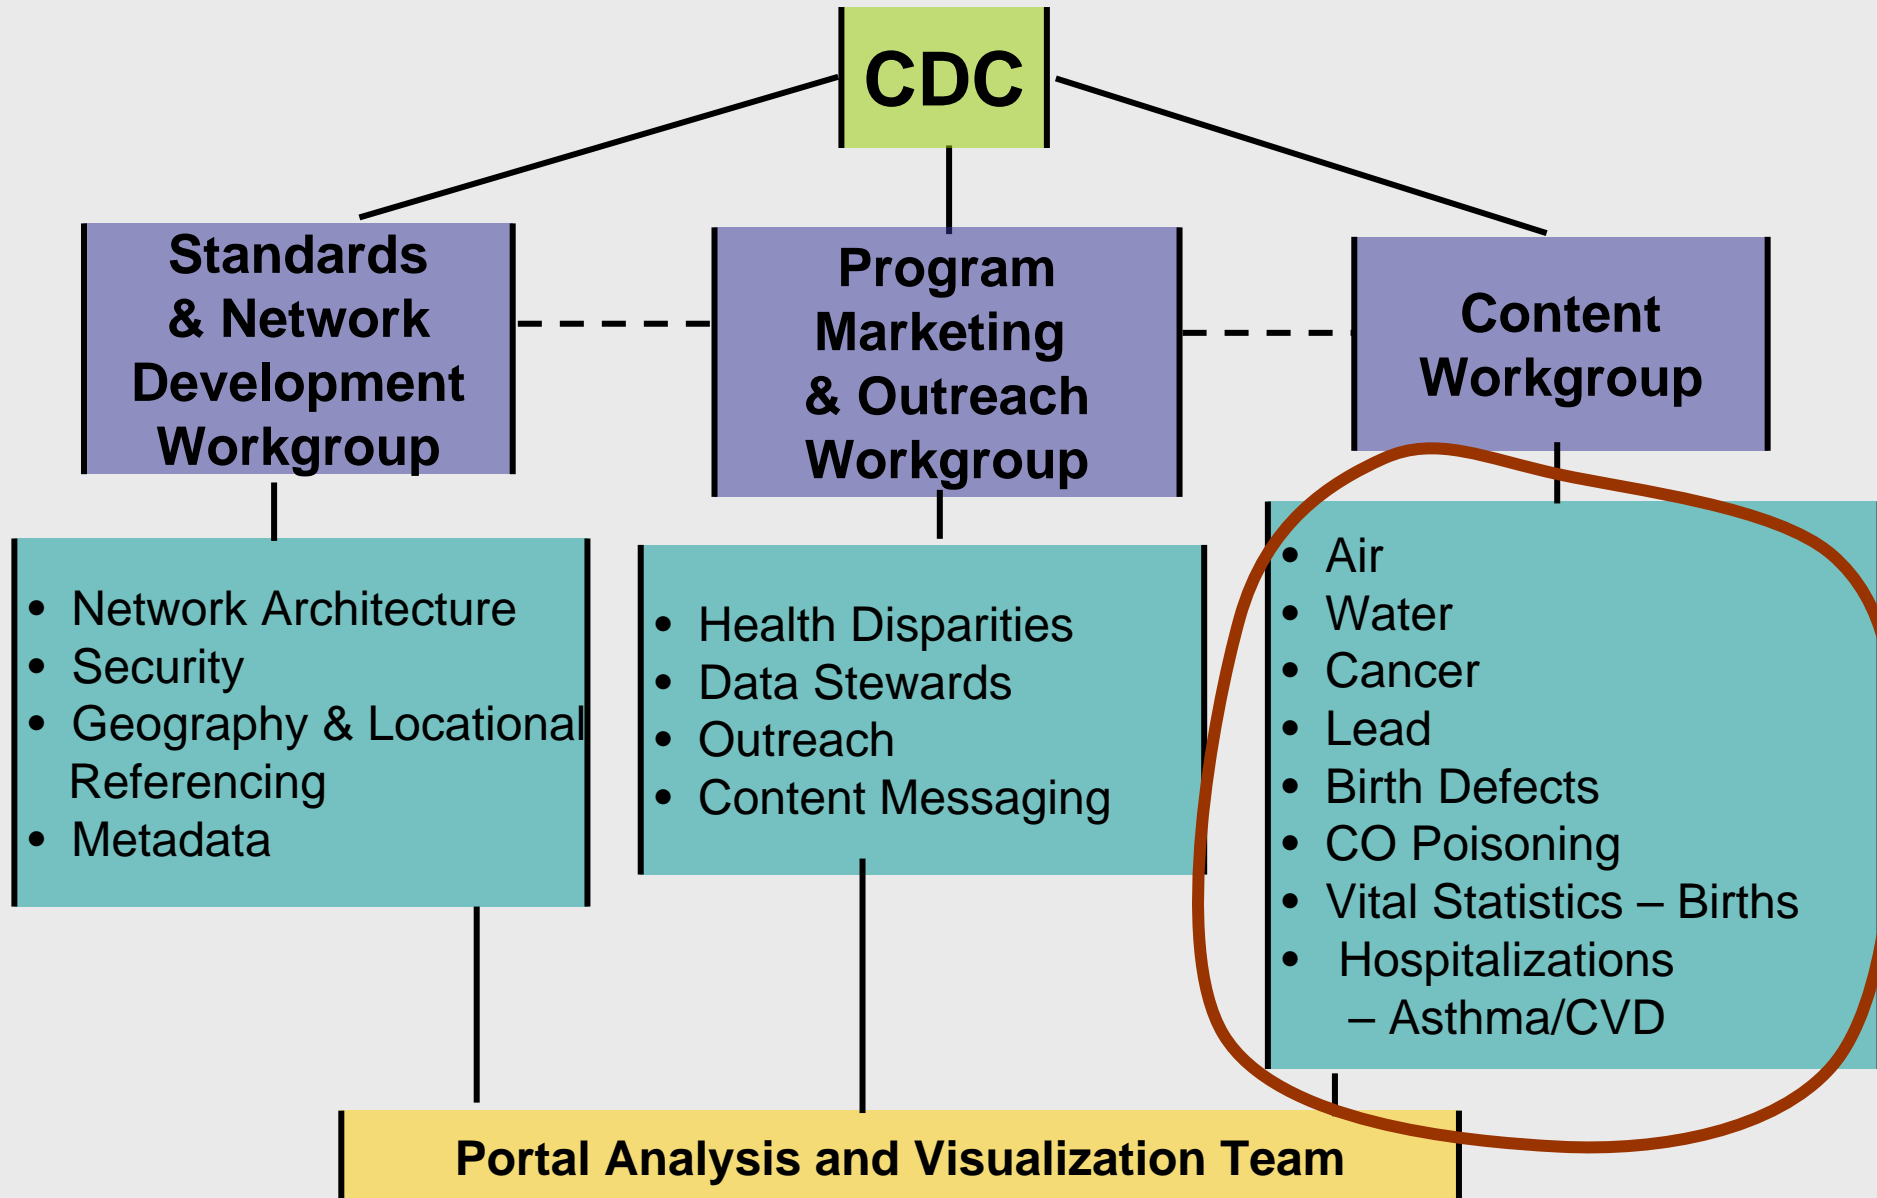 CDC
Standards
& Network
Development
Workgroup
Program
Marketing
& Outreach
Workgroup
Content
Workgroup
• Network Architecture
• Security
• Geography & Locational
Referencing
• Metadata
• Health Disparities
• Data Stewards
• Outreach
• Content Messaging
• Air
• Water
• Cancer
• Lead
• Birth Defects
• CO Poisoning
• Vital Statistics – Births
• Hospitalizations
– Asthma/CVD
Portal Analysis and Visualization Team